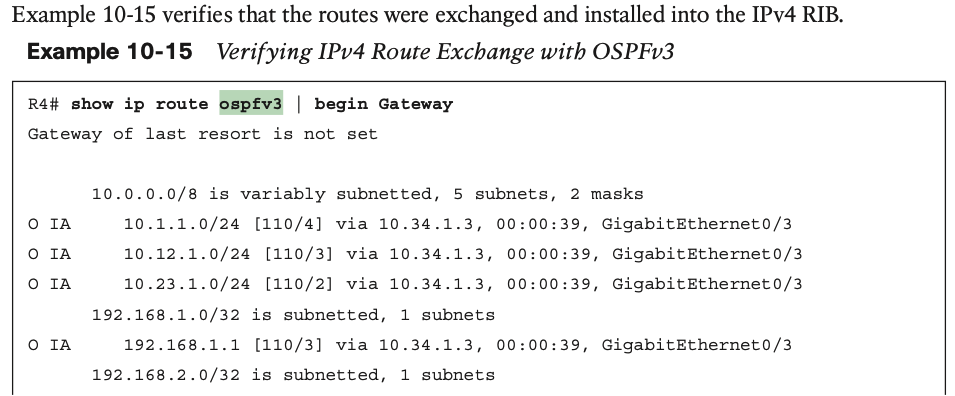 Example 10-15 verifies that the routes were exchanged and installed into the IPv4 RIB.
Example 10-15 Verifying IPv4 Route Exchange with OSPFv3
R4# show ip route ospfv3 | begin Gateway
Gateway of last resort is not set
10.0.0.0/8 is variably subnetted, 5 subnets, 2 masks
O IA 10.1.1.0/24 [110/4] via 10.34.1.3, 00:00:39, GigabitEthernet0/3
O IA 10.12.1.0/24 [110/3] via 10.34.1.3, 00:00:39, GigabitEthernet0/3
O IA 10.23.1.0/24 [110/2] via 10.34.1.3, 00:00:39, GigabitEthernet0/3
192.168.1.0/32 is subnetted, 1 subnets
O IA 192.168.1.1 [110/3] via 10.34.1.3, 00:00:39, GigabitEthernet0/3
192.168.2.0/32 is subnetted, 1 subnets